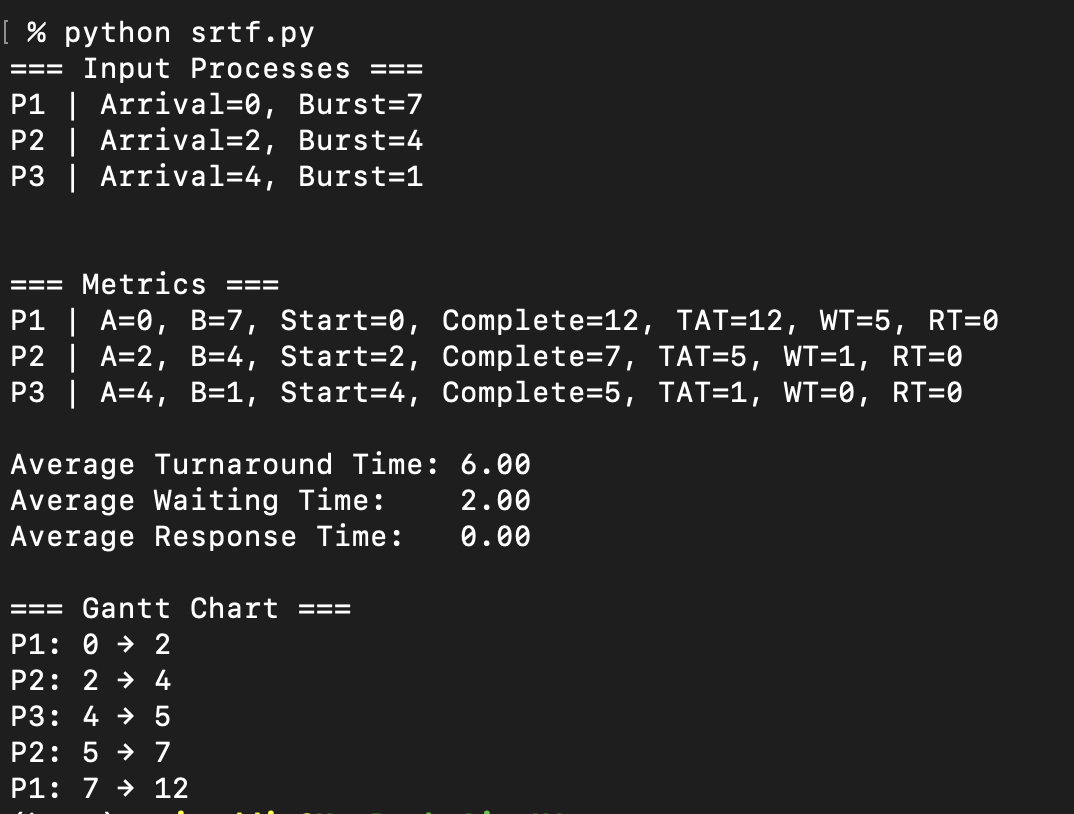 % python srtf.py
=== Input Processes ===
P1 | Arrival=0, Burst=7
P2 | Arrival=2, Burst=4
P3 | Arrival=4, Burst=1
=== Metrics ===
P1 | A=0, B=7, Start=0, Complete=12, TAT=12, WT=5, RT=0
P2 | A=2, B=4, Start=2, Complete=7, TAT=5, WT=1, RT=0
P3 | A=4, B=1, Start=4, Complete=5, TAT=1, WT=0, RT=0
Average Turnaround Time: 6.00
Average Waiting Time:    2.00
Average Response Time:   0.00
=== Gantt Chart ===
P1: 0 → 2
P2: 2 → 4
P3: 4 → 5
P2: 5 → 7
P1: 7 → 12